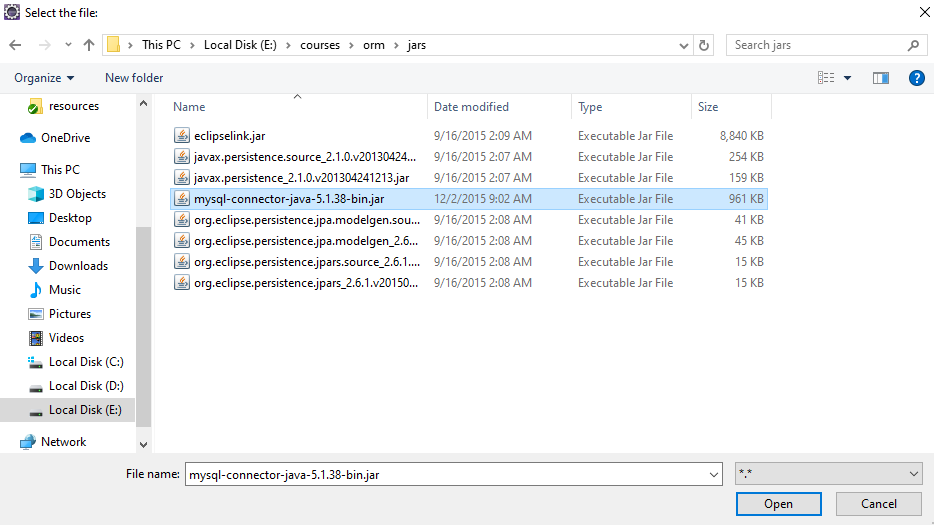 Select the file:
This PC > Local Disk (E:) > courses > orm > jars
Search jars
Organize
New folder
Name Date modified Type Size
resources
OneDrive
This PC
3D Objects
Desktop
Documents
Downloads
Music
Pictures
Videos
Local Disk (C:)
Local Disk (D:)
Local Disk (E:)
Network
eclipselink.jar 9/16/2015 2:09 AM Executable Jar File 8,840 KB
javax.persistence.source_2.1.0.v20130424... 9/16/2015 2:07 AM Executable Jar File 254 KB
javax.persistence_2.1.0.v201304241213.jar 9/16/2015 2:07 AM Executable Jar File 159 KB
mysql-connector-java-5.1.38-bin.jar 12/2/2015 9:02 AM Executable Jar File 961 KB
org.eclipse.persistence.jpa.modelgen.sou... 9/16/2015 2:08 AM Executable Jar File 41 KB
org.eclipse.persistence.jpa.modelgen_2.6... 9/16/2015 2:08 AM Executable Jar File 45 KB
org.eclipse.persistence.jpars.source_2.6.1.... 9/16/2015 2:08 AM Executable Jar File 15 KB
org.eclipse.persistence.jpars_2.6.1.v20150... 9/16/2015 2:08 AM Executable Jar File 15 KB
File name: mysql-connector-java-5.1.38-bin.jar
*.*
Open
Cancel